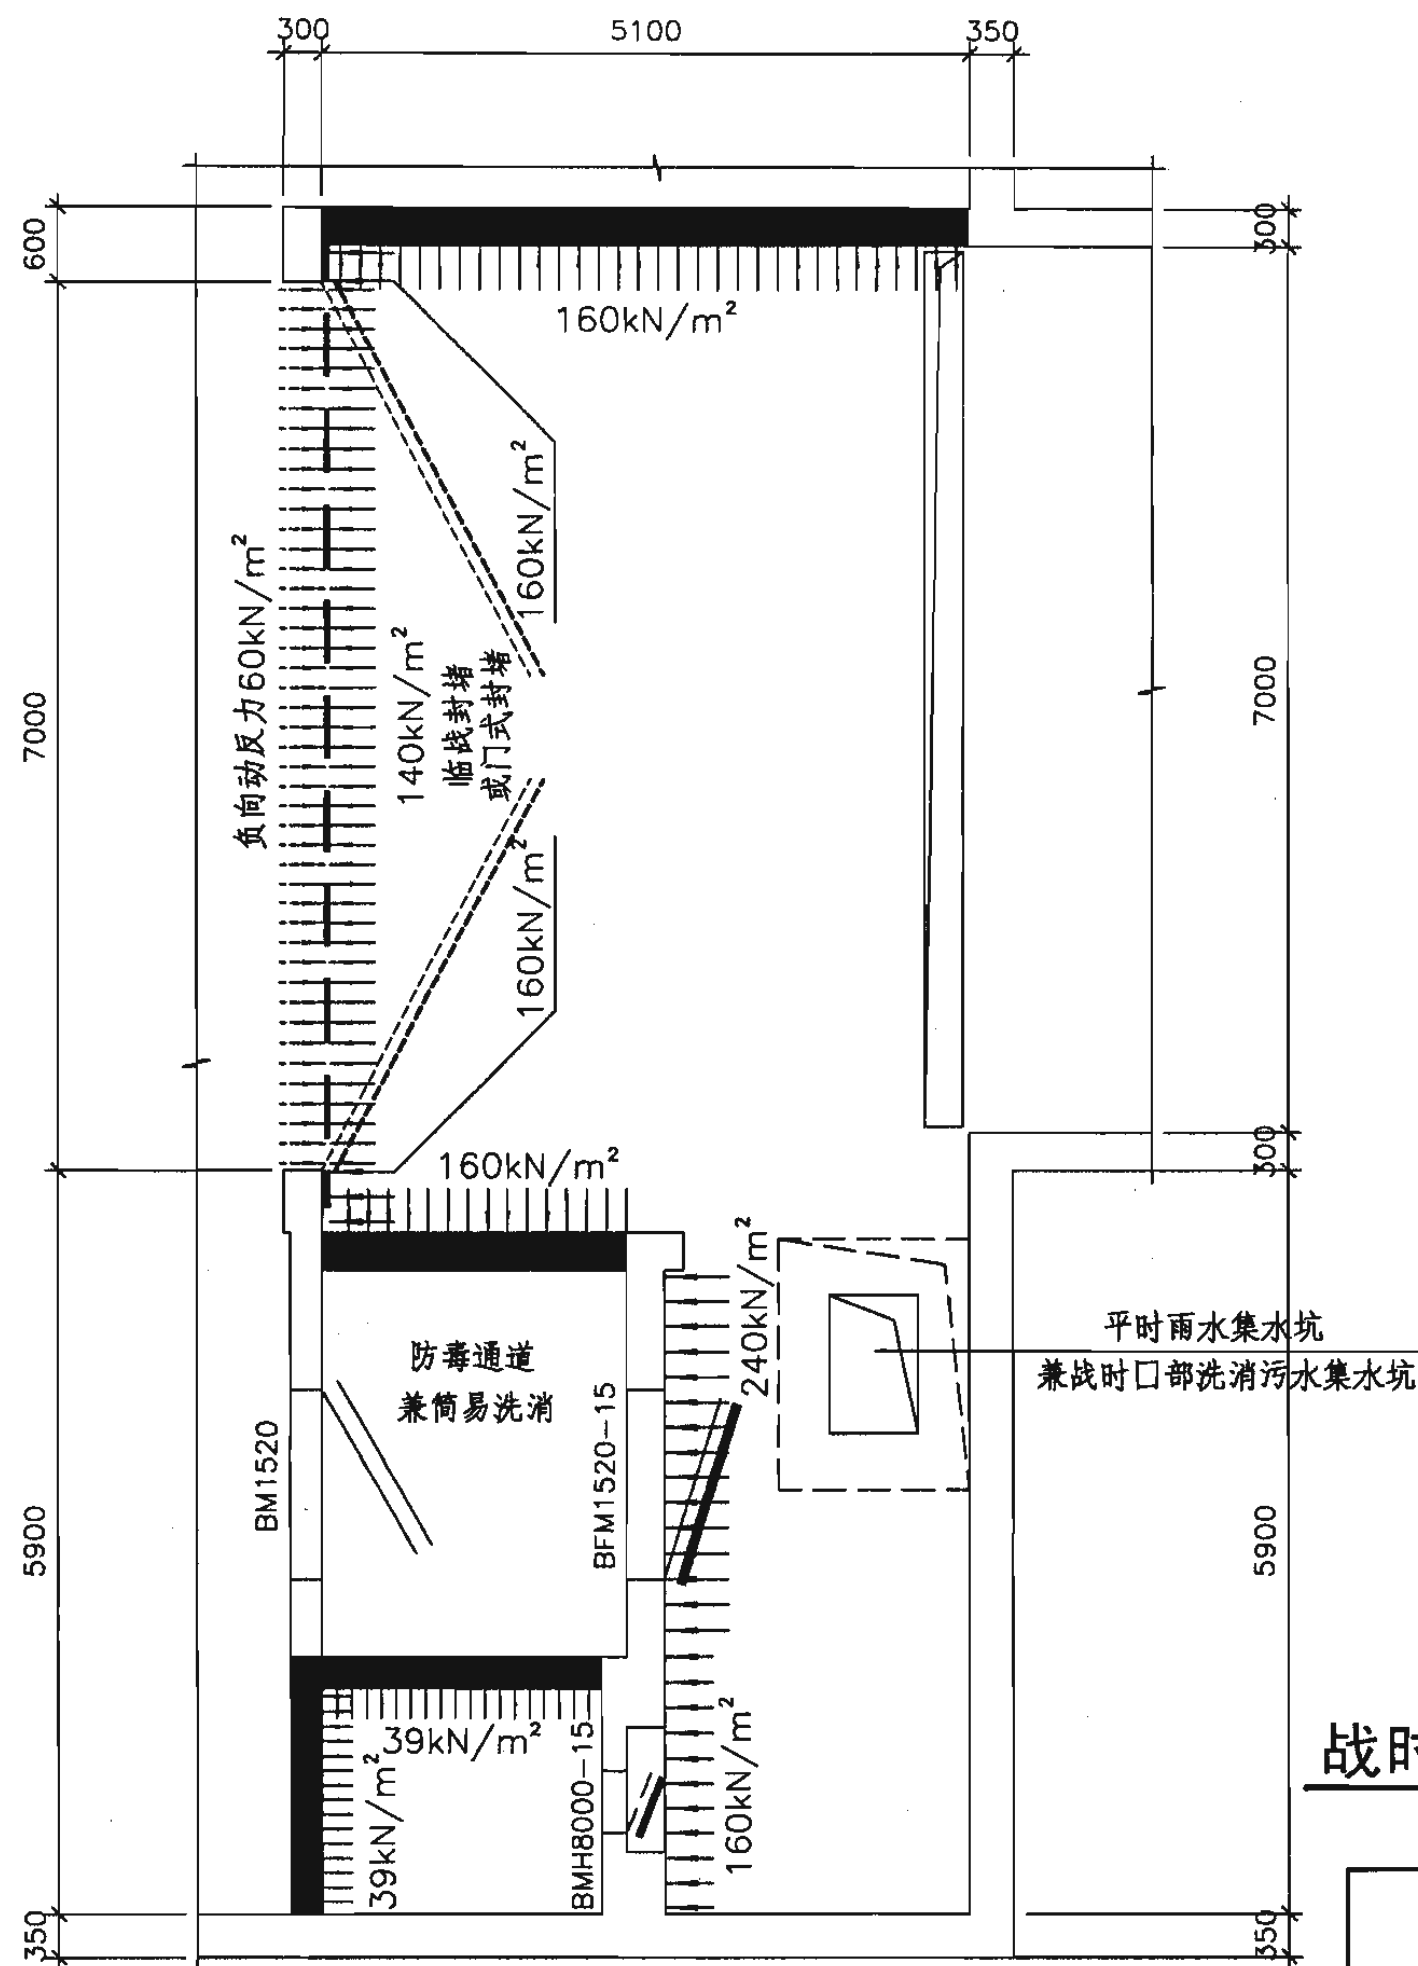 300
5100
350
600
300
160kN/m²
160kN/m²
负向动反力60kN/m²
140kN/m²
临战封堵
或门式封堵
7000
7000
160kN/m²
160kN/m²
300
240kN/m²
平时雨水集水坑
兼战时口部洗消污水集水坑
防毒通道
兼简易洗消
BM1520
BFM1520-15
5900
5900
39kN/m²
39kN/m²
BMH8000-15
160kN/m²
战时
350
350